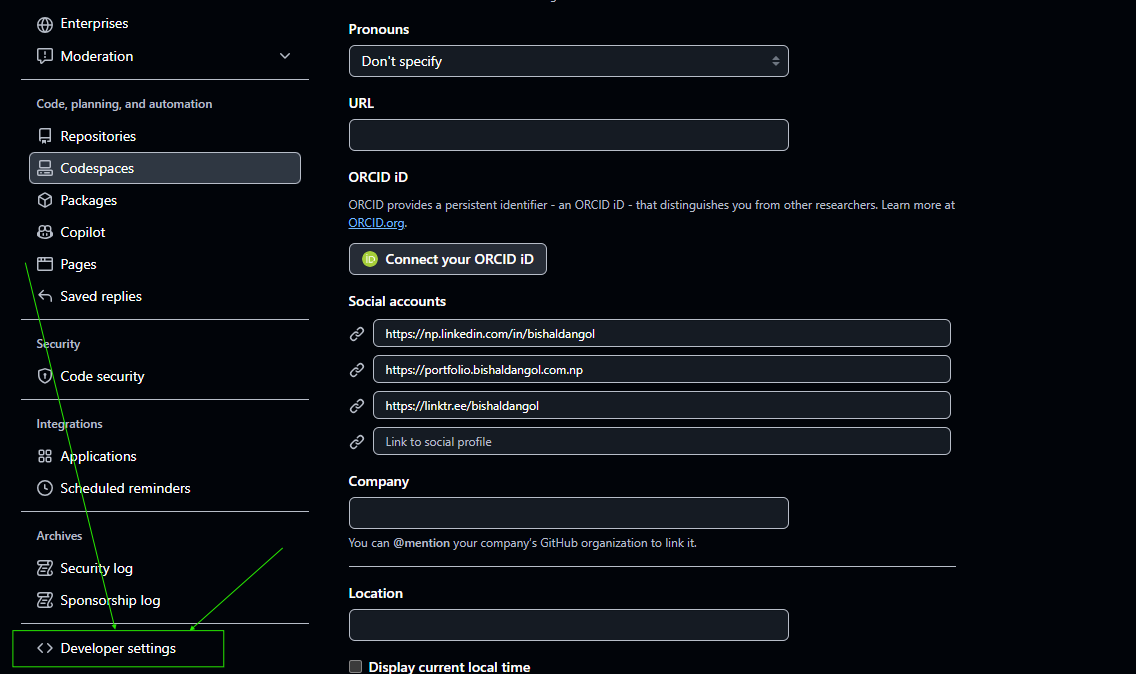 Enterprises
Moderation
Code, planning, and automation
Repositories
Codespaces
Packages
Copilot
Pages
Saved replies
Security
Code security
Integrations
Applications
Scheduled reminders
Archives
Security log
Sponsorship log
Developer settings
Pronouns
Don't specify
URL
ORCID iD
ORCID provides a persistent identifier - an ORCID iD - that distinguishes you from other researchers. Learn more at
ORCID.org.
iD Connect your ORCID iD
Social accounts
https://np.linkedin.com/in/bishaldangol
https://portfolio.bishaldangol.com.np
https://linktr.ee/bishaldangol
Link to social profile
Company
You can @mention your company's GitHub organization to link it.
Location
Display current local time